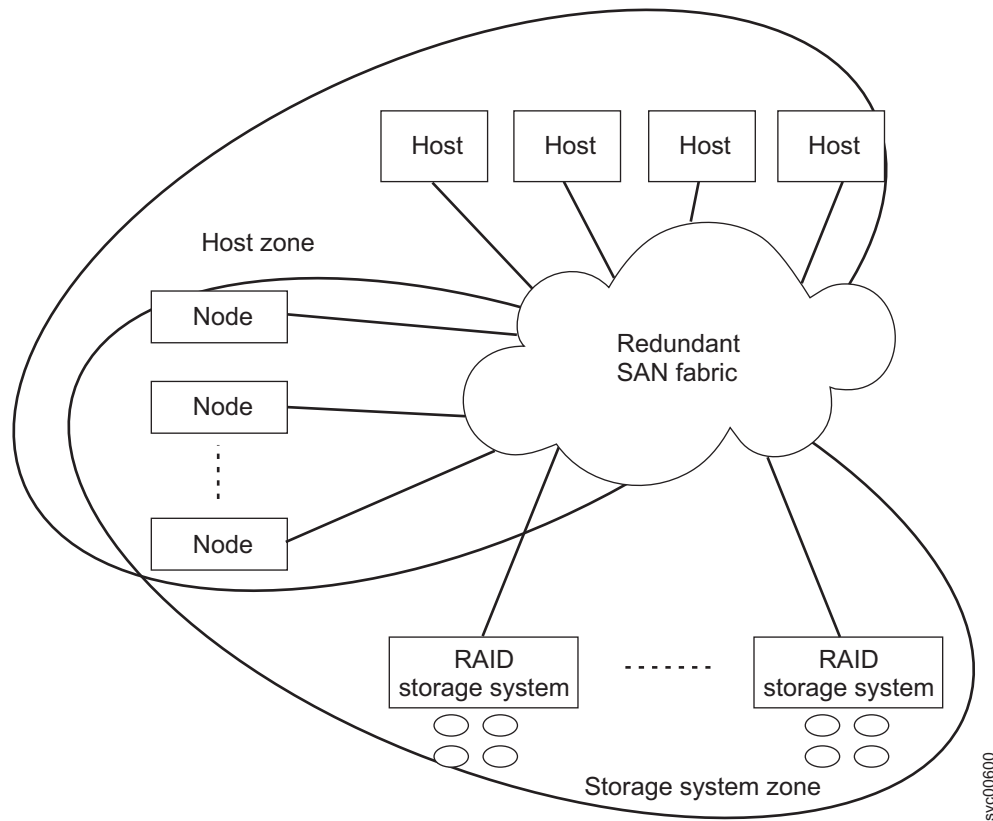 Host
Host
Host
Host
Host zone
Node
Redundant
SAN fabric
Node
Node
RAID
storage system
RAID
storage system
Storage system zone
svc00600